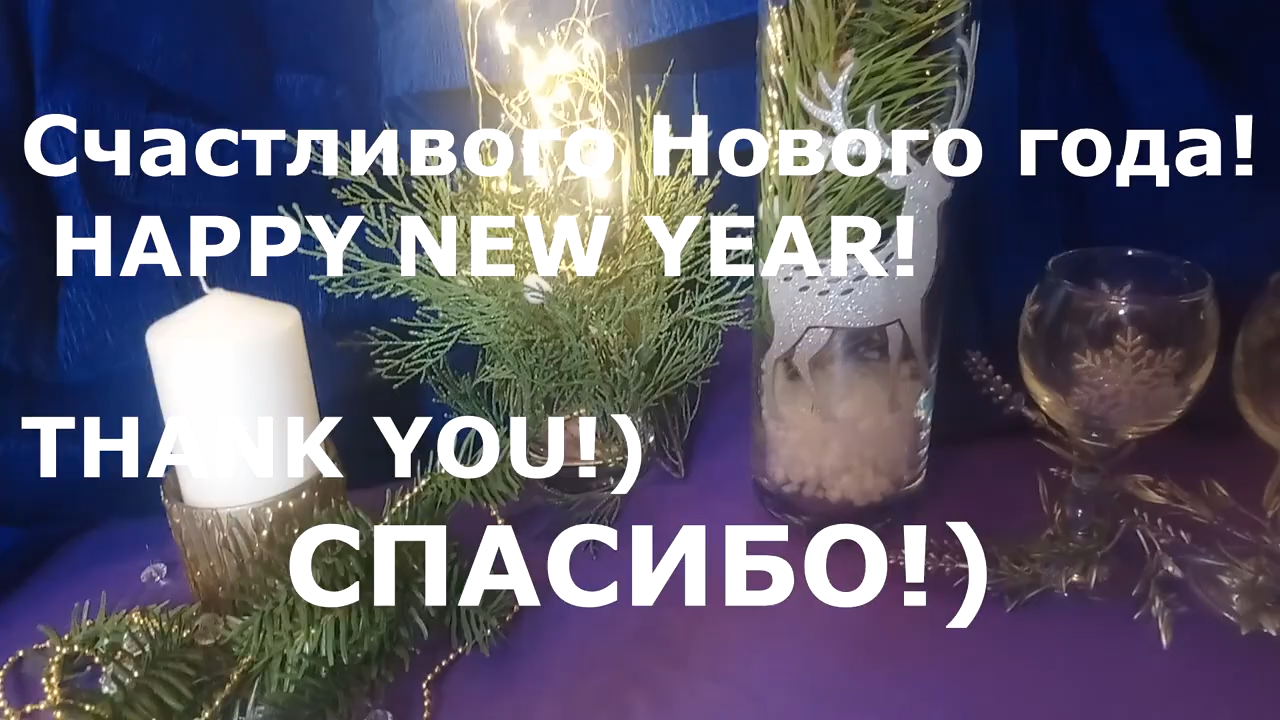 Счастливого Нового года!
HAPPY NEW YEAR!
THANK YOU!)
СПАСИБО!)